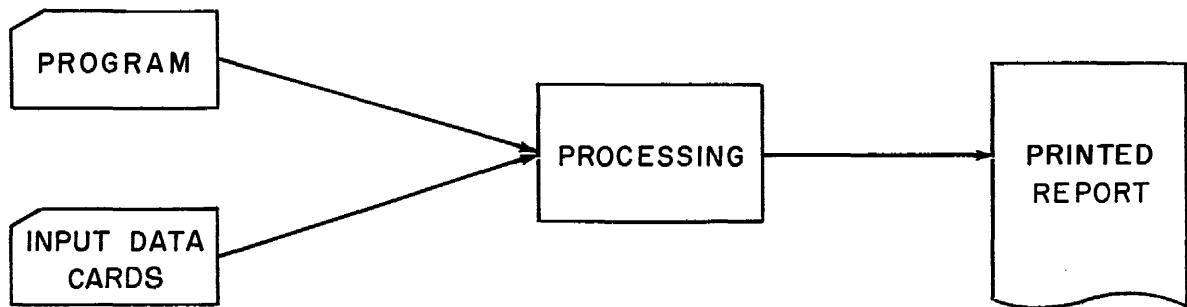 PROGRAM
INPUT DATA
CARDS
PROCESSING
PRINTED
REPORT